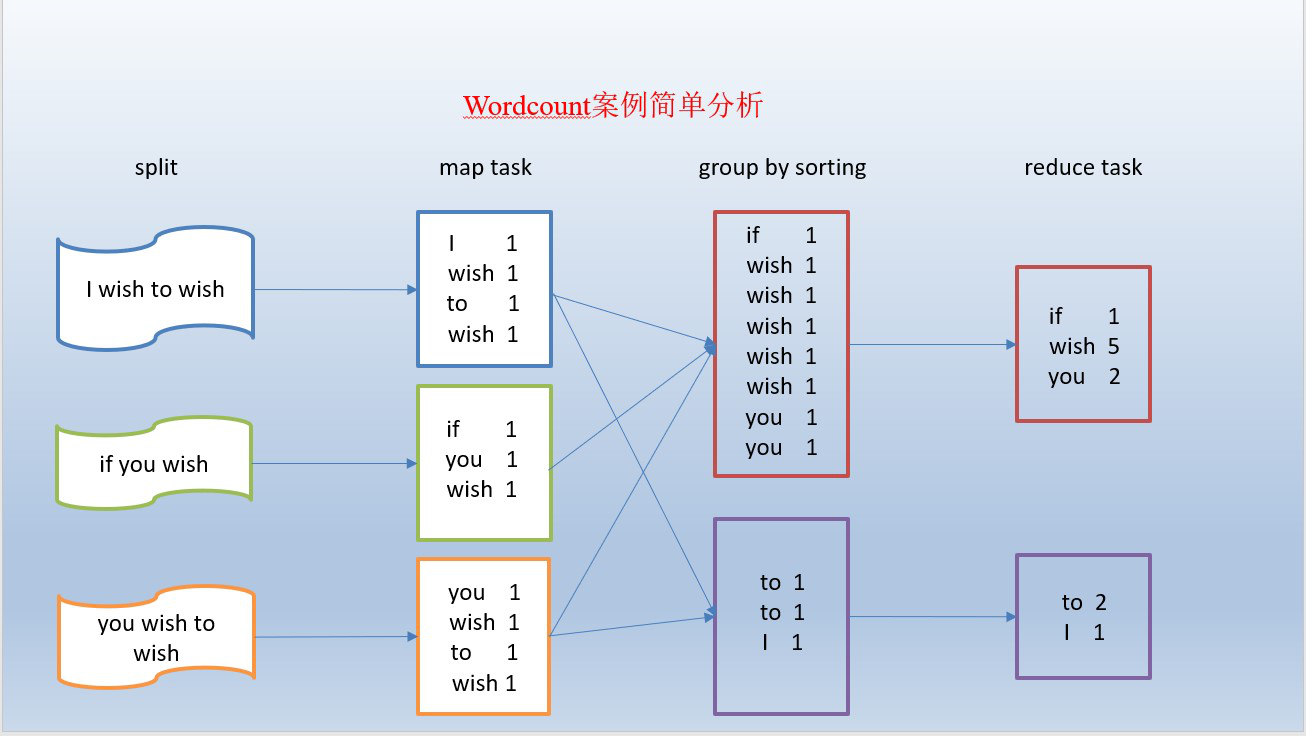 Wordcount案例简单分析
split
map task
group by sorting
reduce task
I wish to wish
if you wish
you wish to
wish
I 1
wish 1
to 1
wish 1
if 1
you 1
wish 1
you 1
wish 1
to 1
wish 1
if 1
wish 1
wish 1
wish 1
wish 1
wish 1
you 1
you 1
to 1
to 1
I 1
if 1
wish 5
you 2
to 2
I 1